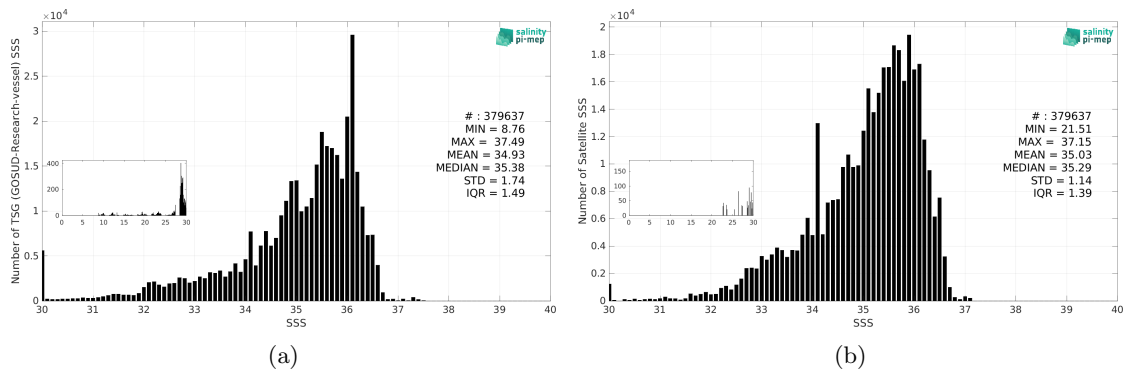 ×10⁴
3
2.5
2
1.5
1
0.5
0
Number of TSG (GOSUD-Research-vessel) SSS
salinity
pi-mep
# : 379637
MIN = 8.76
MAX = 37.49
MEAN = 34.93
MEDIAN = 35.38
STD = 1.74
IQR = 1.49
400
200
0
0 5 10 15 20 25 30
30 31 32 33 34 35 36 37 38 39 40
SSS
(a)
×10⁴
2
1.8
1.6
1.4
1.2
1
0.8
0.6
0.4
0.2
0
Number of Satellite SSS
salinity
pi-mep
# : 379637
MIN = 21.51
MAX = 37.15
MEAN = 35.03
MEDIAN = 35.29
STD = 1.14
IQR = 1.39
150
100
50
0
0 5 10 15 20 25 30
30 31 32 33 34 35 36 37 38 39 40
SSS
(b)